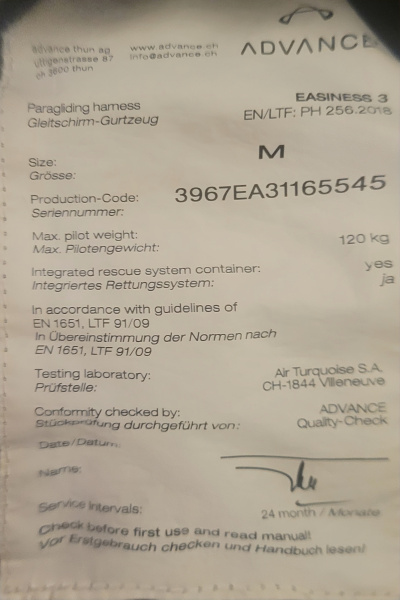 advance thun ag www.advance.ch
uttigenstrasse 87 info@advance.ch
ch 3600 thun
ADVANCE
Paragliding harness EASINESS 3
Gleitschirm-Gurtzeug EN/LTF: PH 256.2018
Size: M
Grösse:
Production-Code: 3967EA31165545
Seriennummer:
Max. pilot weight: 120 kg
Max. Pilotengewicht:
Integrated rescue system container: yes
Integriertes Rettungssystem: ja
In accordance with guidelines of
EN 1651, LTF 91/09
In Übereinstimmung der Normen nach
EN 1651, LTF 91/09
Testing laboratory: Air Turquoise S.A.
Prüfstelle: CH-1844 Villeneuve
Conformity checked by: ADVANCE
Stückprüfung durchgeführt von: Quality-Check
Date/Datum:
Name:
Service Intervals: 24 month / Monate
Check before first use and read manual!
Vor Erstgebrauch checken und Handbuch lesen!